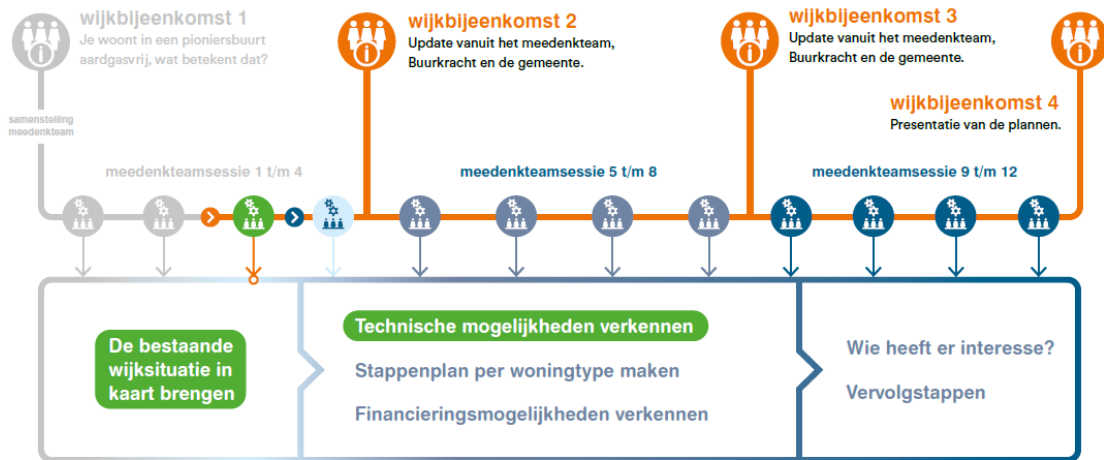 wijkbijeenkomst 1
Je woont in een pioniersbuurt
aardgasvrij, wat betekent dat?
wijkbijeenkomst 2
Update vanuit het meedenkteam,
Buurkracht en de gemeente.
wijkbijeenkomst 3
Update vanuit het meedenkteam,
Buurkracht en de gemeente.
wijkbijeenkomst 4
Presentatie van de plannen.
samenstelling
meedenkteam
meedenkteamsessie 1 t/m 4
meedenkteamsessie 5 t/m 8
meedenkteamsessie 9 t/m 12
De bestaande
wijksituatie in
kaart brengen
Technische mogelijkheden verkennen
Stappenplan per woningtype maken
Financieringsmogelijkheden verkennen
Wie heeft er interesse?
Vervolgstappen